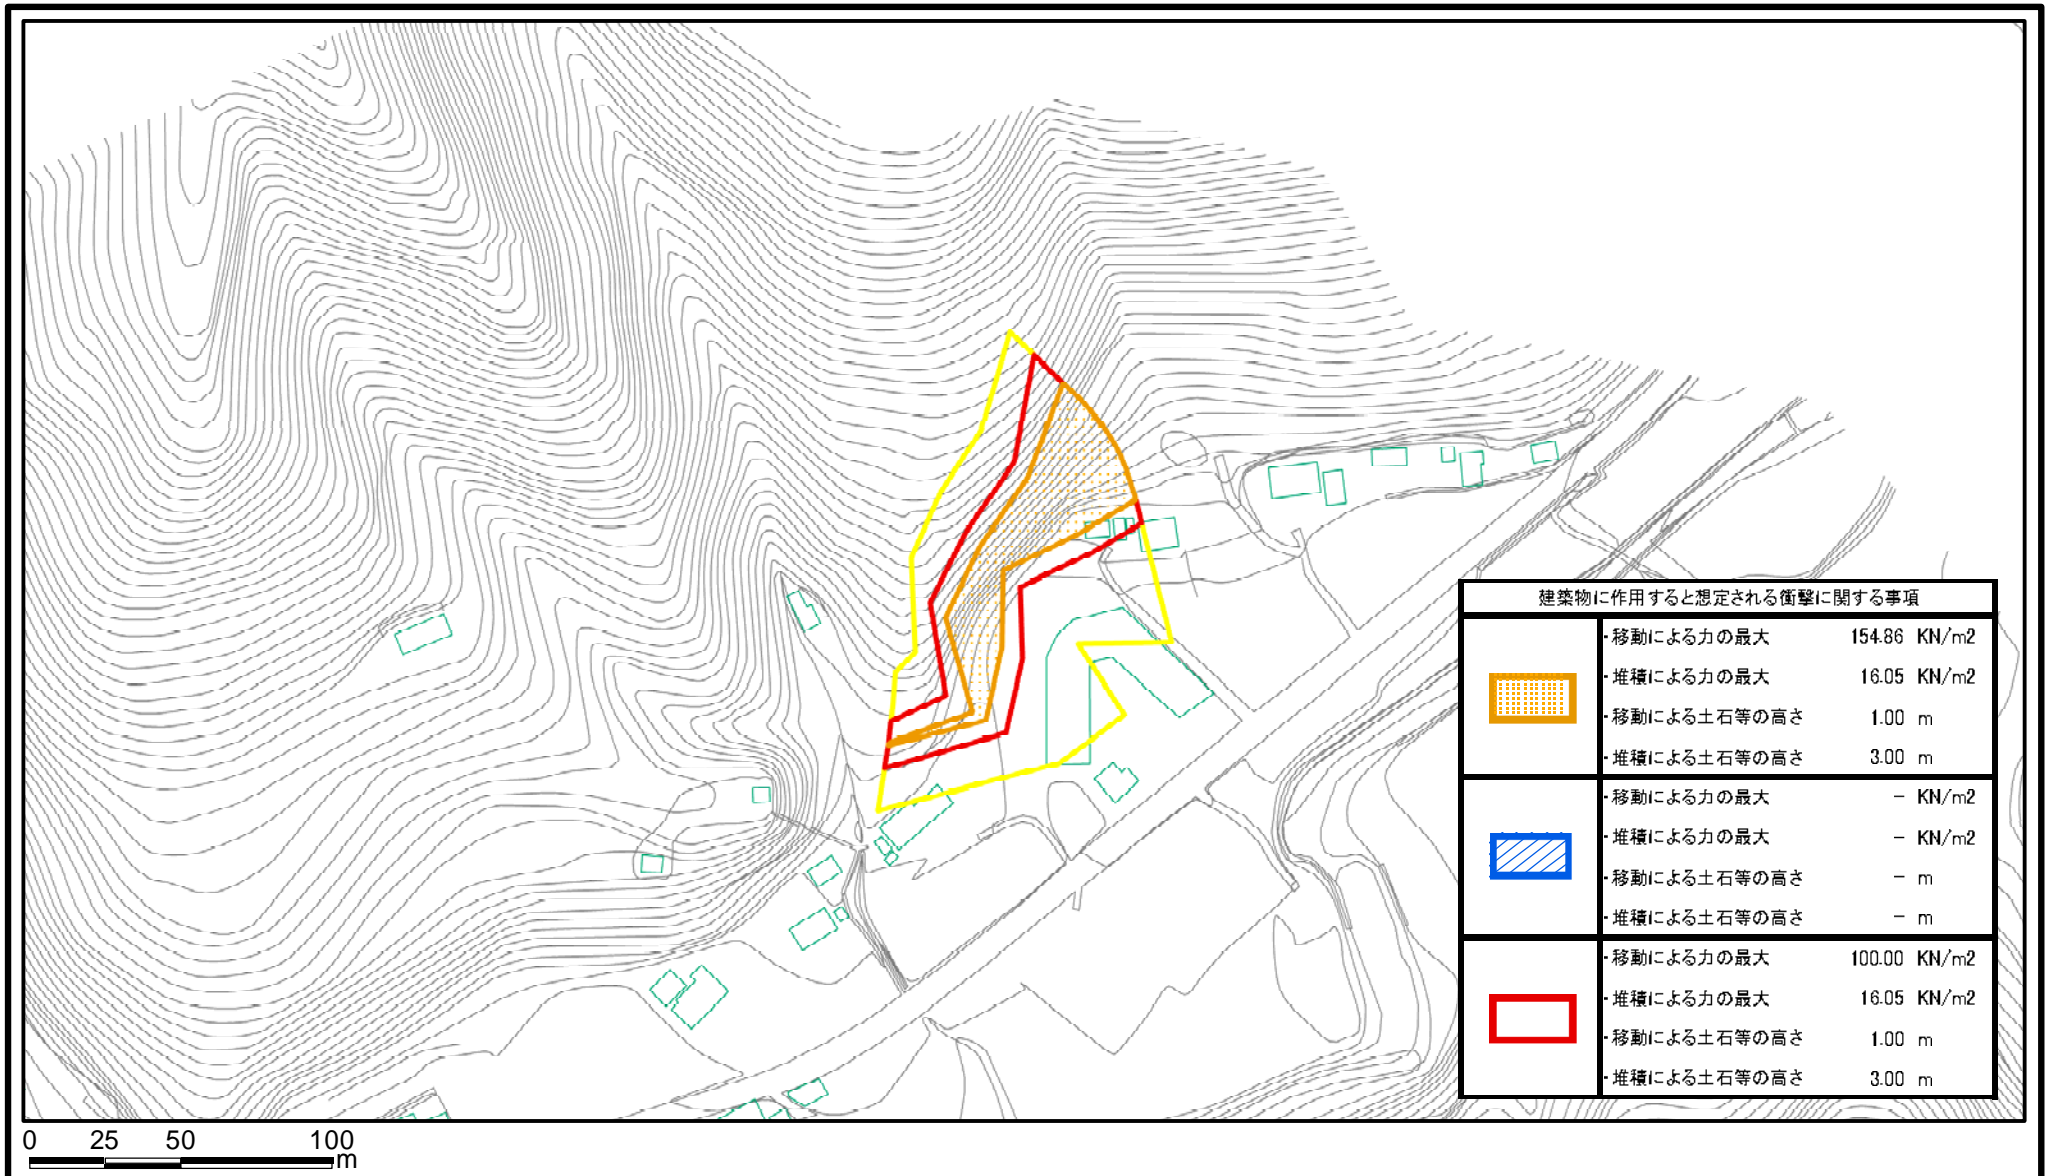 建築物に作用すると想定される衝撃に関する事項
・移動による力の最大 154.86 KN/m2
・堆積による力の最大 16.05 KN/m2
・移動による土石等の高さ 1.00 m
・堆積による土石等の高さ 3.00 m
・移動による力の最大 － KN/m2
・堆積による力の最大 － KN/m2
・移動による土石等の高さ － m
・堆積による土石等の高さ － m
・移動による力の最大 100.00 KN/m2
・堆積による力の最大 16.05 KN/m2
・移動による土石等の高さ 1.00 m
・堆積による土石等の高さ 3.00 m
0 25 50 100
m